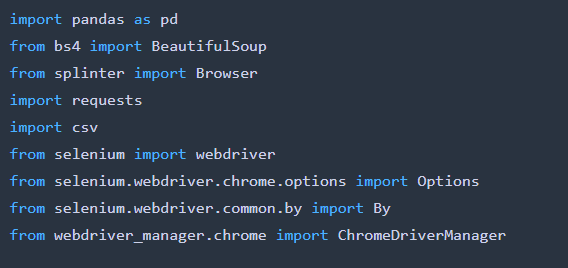 import pandas as pd
from bs4 import BeautifulSoup
from splinter import Browser
import requests
import csv
from selenium import webdriver
from selenium.webdriver.chrome.options import Options
from selenium.webdriver.common.by import By
from webdriver_manager.chrome import ChromeDriverManager